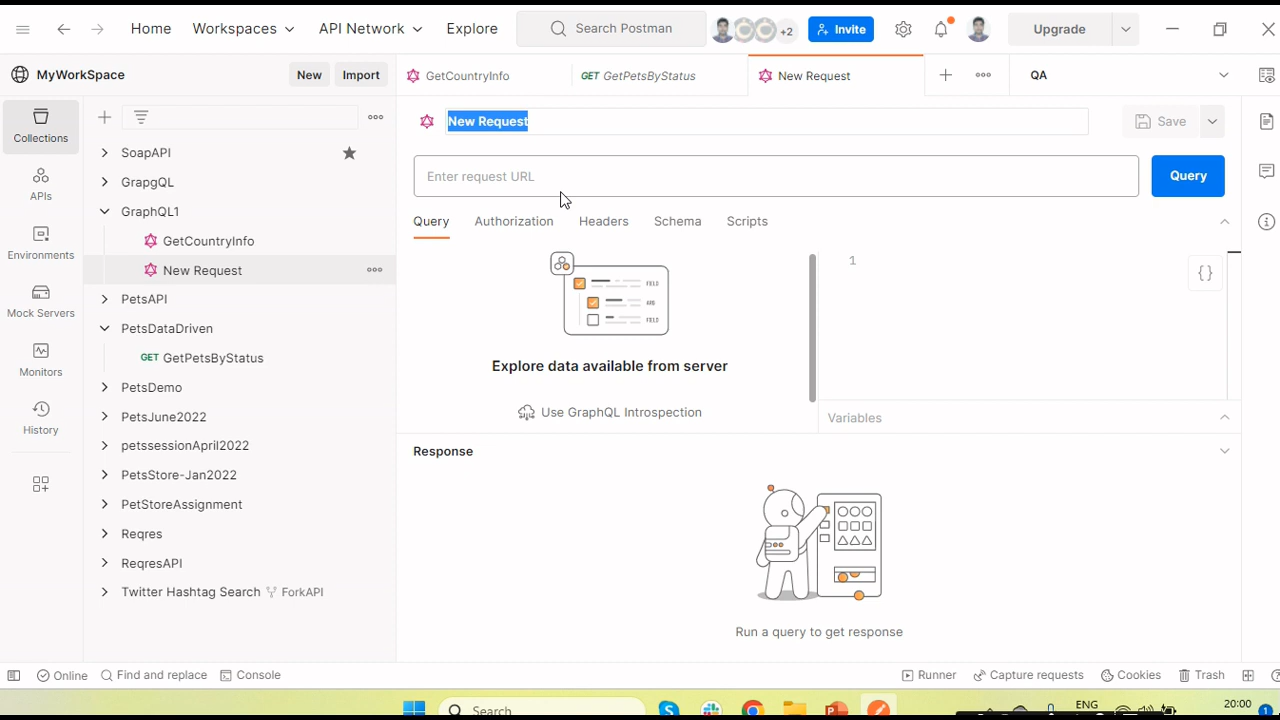 Home Workspaces API Network Explore Search Postman +2 Invite Upgrade
MyWorkSpace New Import GetCountryInfo GET GetPetsByStatus New Request QA
New Request Save
Enter request URL Query
Query Authorization Headers Schema Scripts
Collections
APIs
Environments
Mock Servers
Monitors
History
SoapAPI
GrapgQL
GraphQL1
GetCountryInfo
New Request
PetsAPI
PetsDataDriven
GET GetPetsByStatus
PetsDemo
PetsJune2022
petssessionApril2022
PetsStore-Jan2022
PetStoreAssignment
Reqres
ReqresAPI
Twitter Hashtag Search ForkAPI
FIELD
FIELD
1
{}
Explore data available from server
Use GraphQL Introspection
Variables
Response
Run a query to get response
Online Find and replace Console Runner Capture requests Cookies Trash
Search ENG 20:00
1